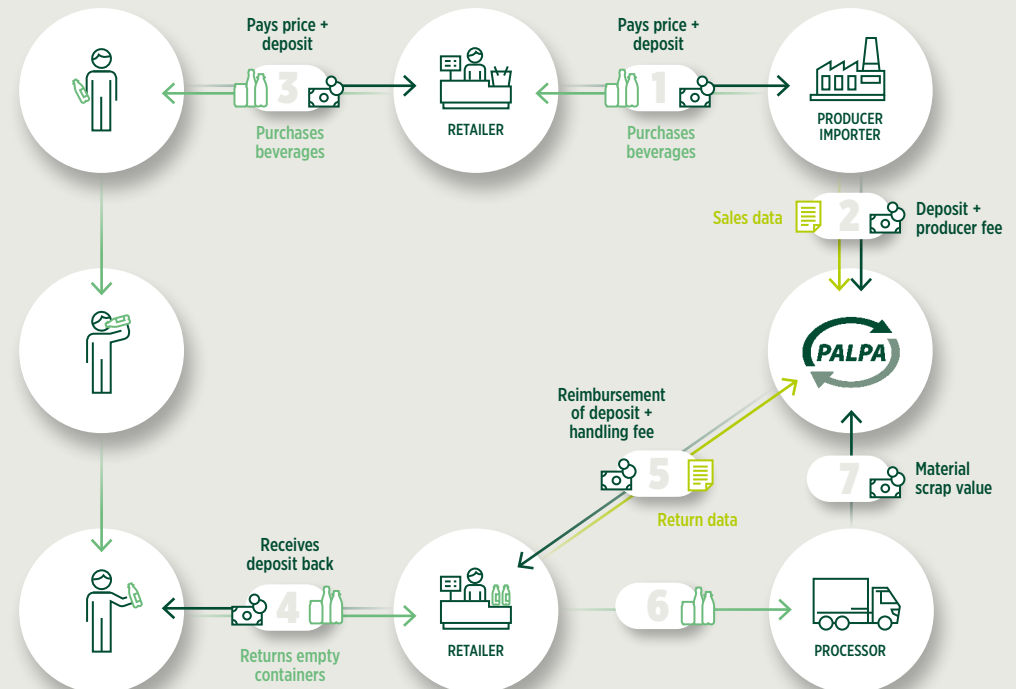 Pays price +
deposit
3
Purchases
beverages
RETAILER
Pays price +
deposit
1
Purchases
beverages
PRODUCER
IMPORTER
Sales data
2
Deposit +
producer fee
PALPA
Reimbursement
of deposit +
handling fee
5
Return data
7
Material
scrap value
Receives
deposit back
4
Returns empty
containers
RETAILER
6
PROCESSOR